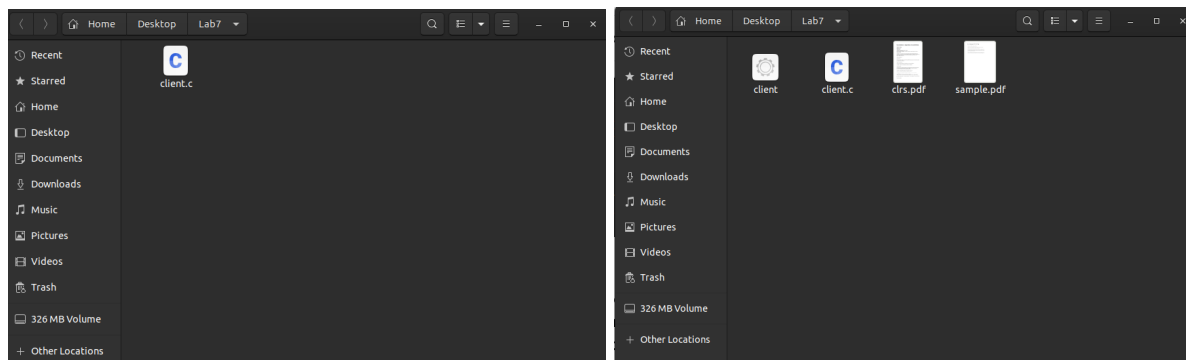 Home Desktop Lab7
Recent
Starred
Home
Desktop
Documents
Downloads
Music
Pictures
Videos
Trash
326 MB Volume
+ Other Locations
C
client.c
Home Desktop Lab7
Recent
Starred
Home
Desktop
Documents
Downloads
Music
Pictures
Videos
Trash
326 MB Volume
+ Other Locations
C
client client.c clrs.pdf sample.pdf